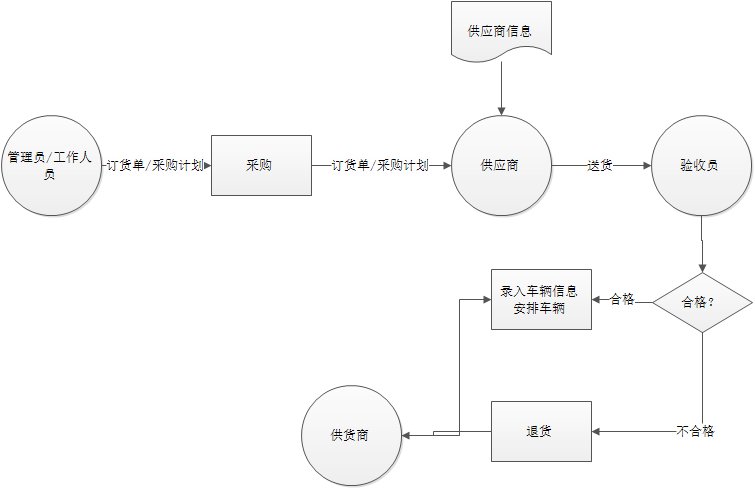 供应商信息
管理员/工作人
员
订货单/采购计划
采购
订货单/采购计划
供应商
送货
验收员
录入车辆信息
安排车辆
合格
合格?
供货商
退货
不合格